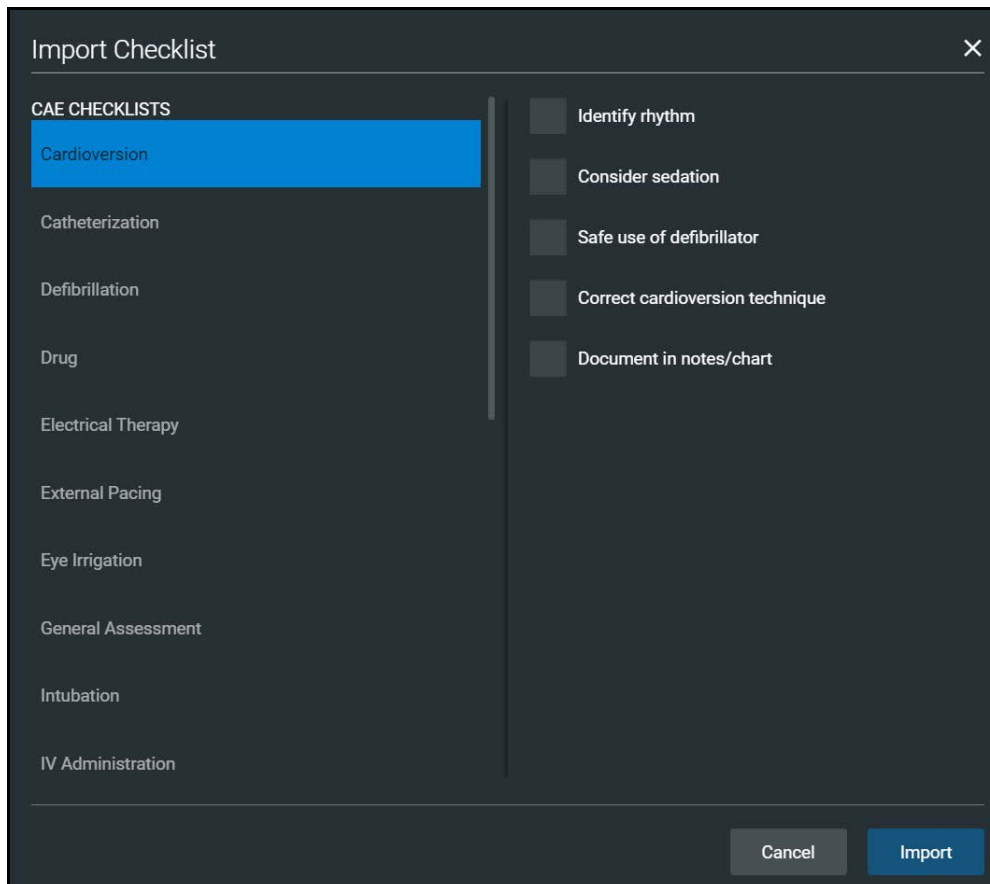 Import Checklist
CAE CHECKLISTS
Cardioversion
Catheterization
Defibrillation
Drug
Electrical Therapy
External Pacing
Eye Irrigation
General Assessment
Intubation
IV Administration
Identify rhythm
Consider sedation
Safe use of defibrillator
Correct cardioversion technique
Document in notes/chart
Cancel
Import